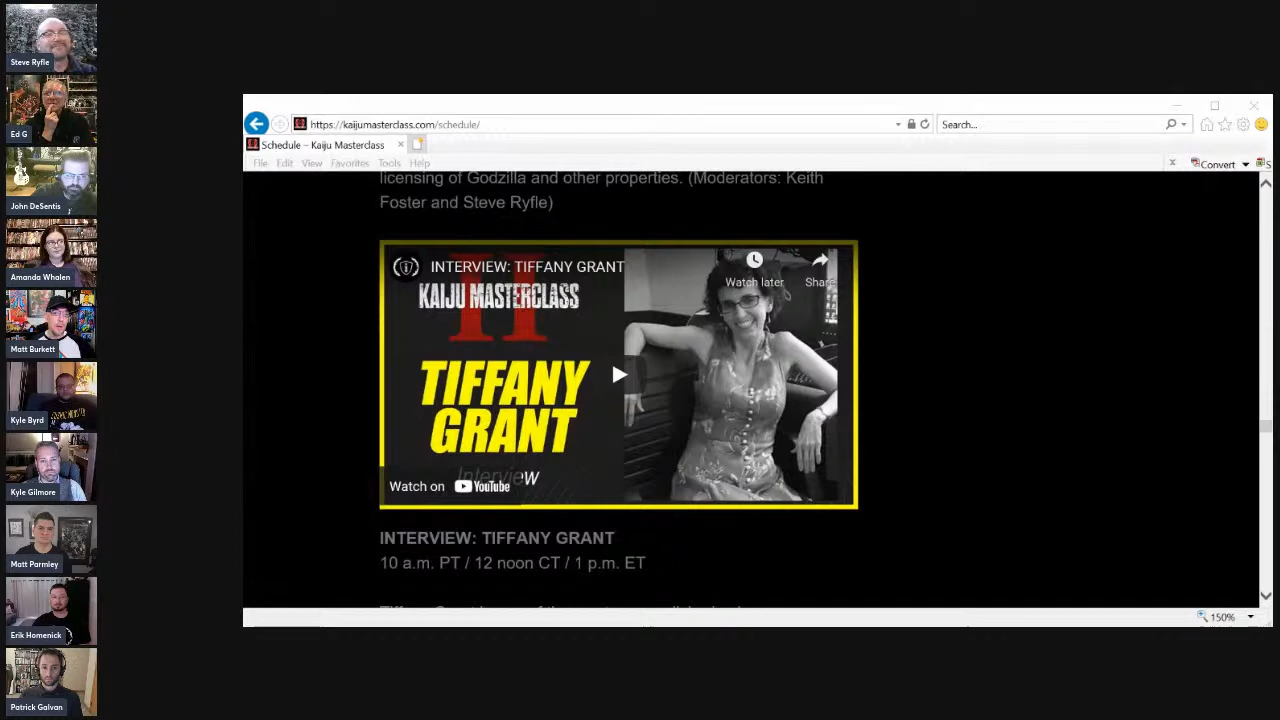 Steve Ryfle
Ed G
John DeSentis
Amanda Whalen
Matt Burkett
Kyle Byrd
Kyle Gilmore
Matt Parmley
Erik Homenick
Patrick Galvan
https://kaijumasterclass.com/schedule/
Search...
Schedule – Kaiju Masterclass
File Edit View Favorites Tools Help
x Convert S
licensing of Godzilla and other properties. (Moderators: Keith
Foster and Steve Ryfle)
INTERVIEW: TIFFANY GRANT
Watch later
Share
II
KAIJU MASTERCLASS
TIFFANY
GRANT
Interview
Watch on YouTube
INTERVIEW: TIFFANY GRANT
10 a.m. PT / 12 noon CT / 1 p.m. ET
150%